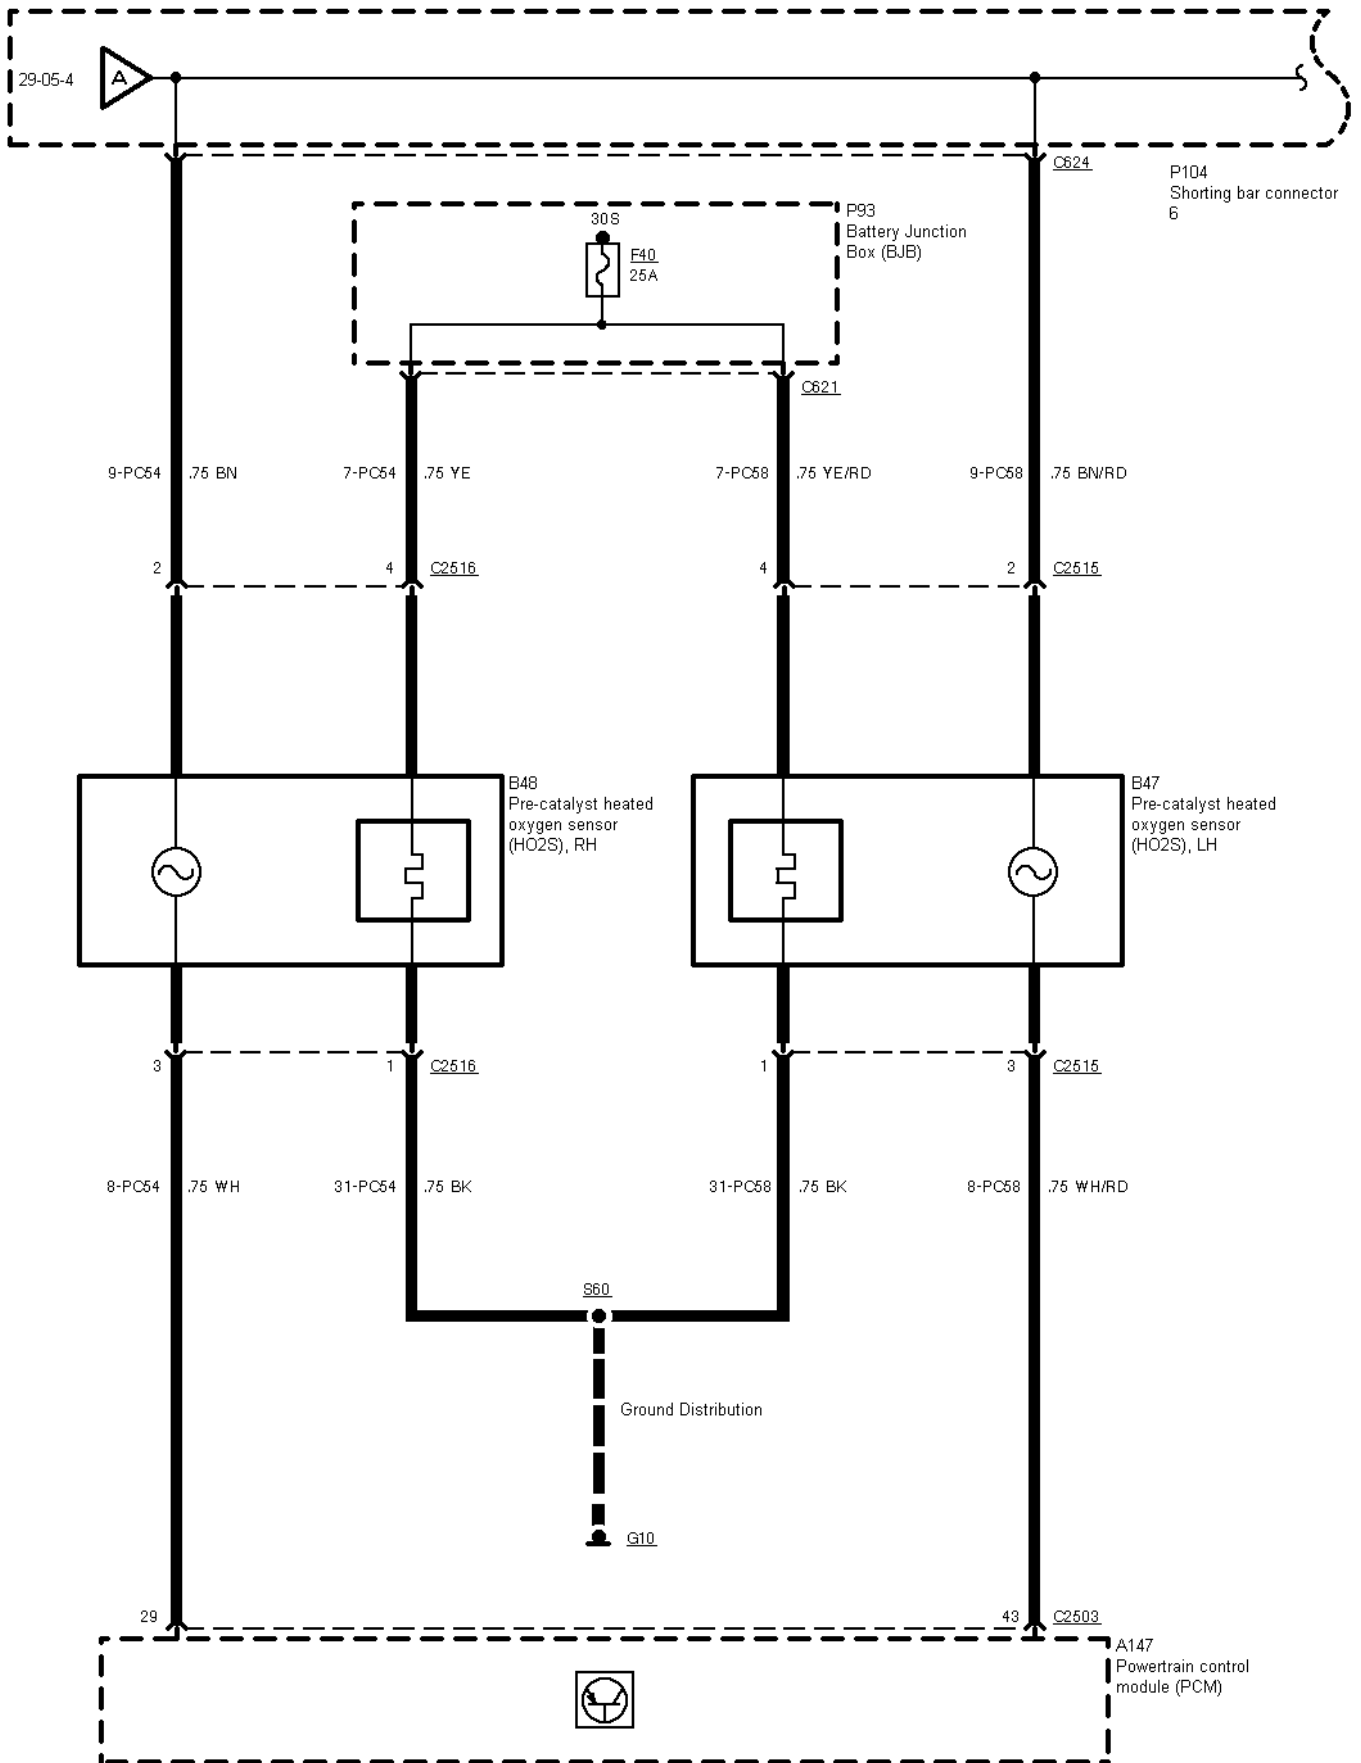 29-05-4
A
C624
P104
Shorting bar connector
6
30S
F40
25A
P93
Battery Junction
Box (BJB)
C621
9-PC54 .75 BN
7-PC54 .75 YE
7-PC58 .75 YE/RD
9-PC58 .75 BN/RD
2
4
C2516
4
2
C2515
B48
Pre-catalyst heated
oxygen sensor
(HO2S), RH
B47
Pre-catalyst heated
oxygen sensor
(HO2S), LH
3
1
C2516
1
3
C2515
8-PC54 .75 WH
31-PC54 .75 BK
31-PC58 .75 BK
8-PC58 .75 WH/RD
S60
Ground Distribution
G10
29
43
C2503
A147
Powertrain control
module (PCM)